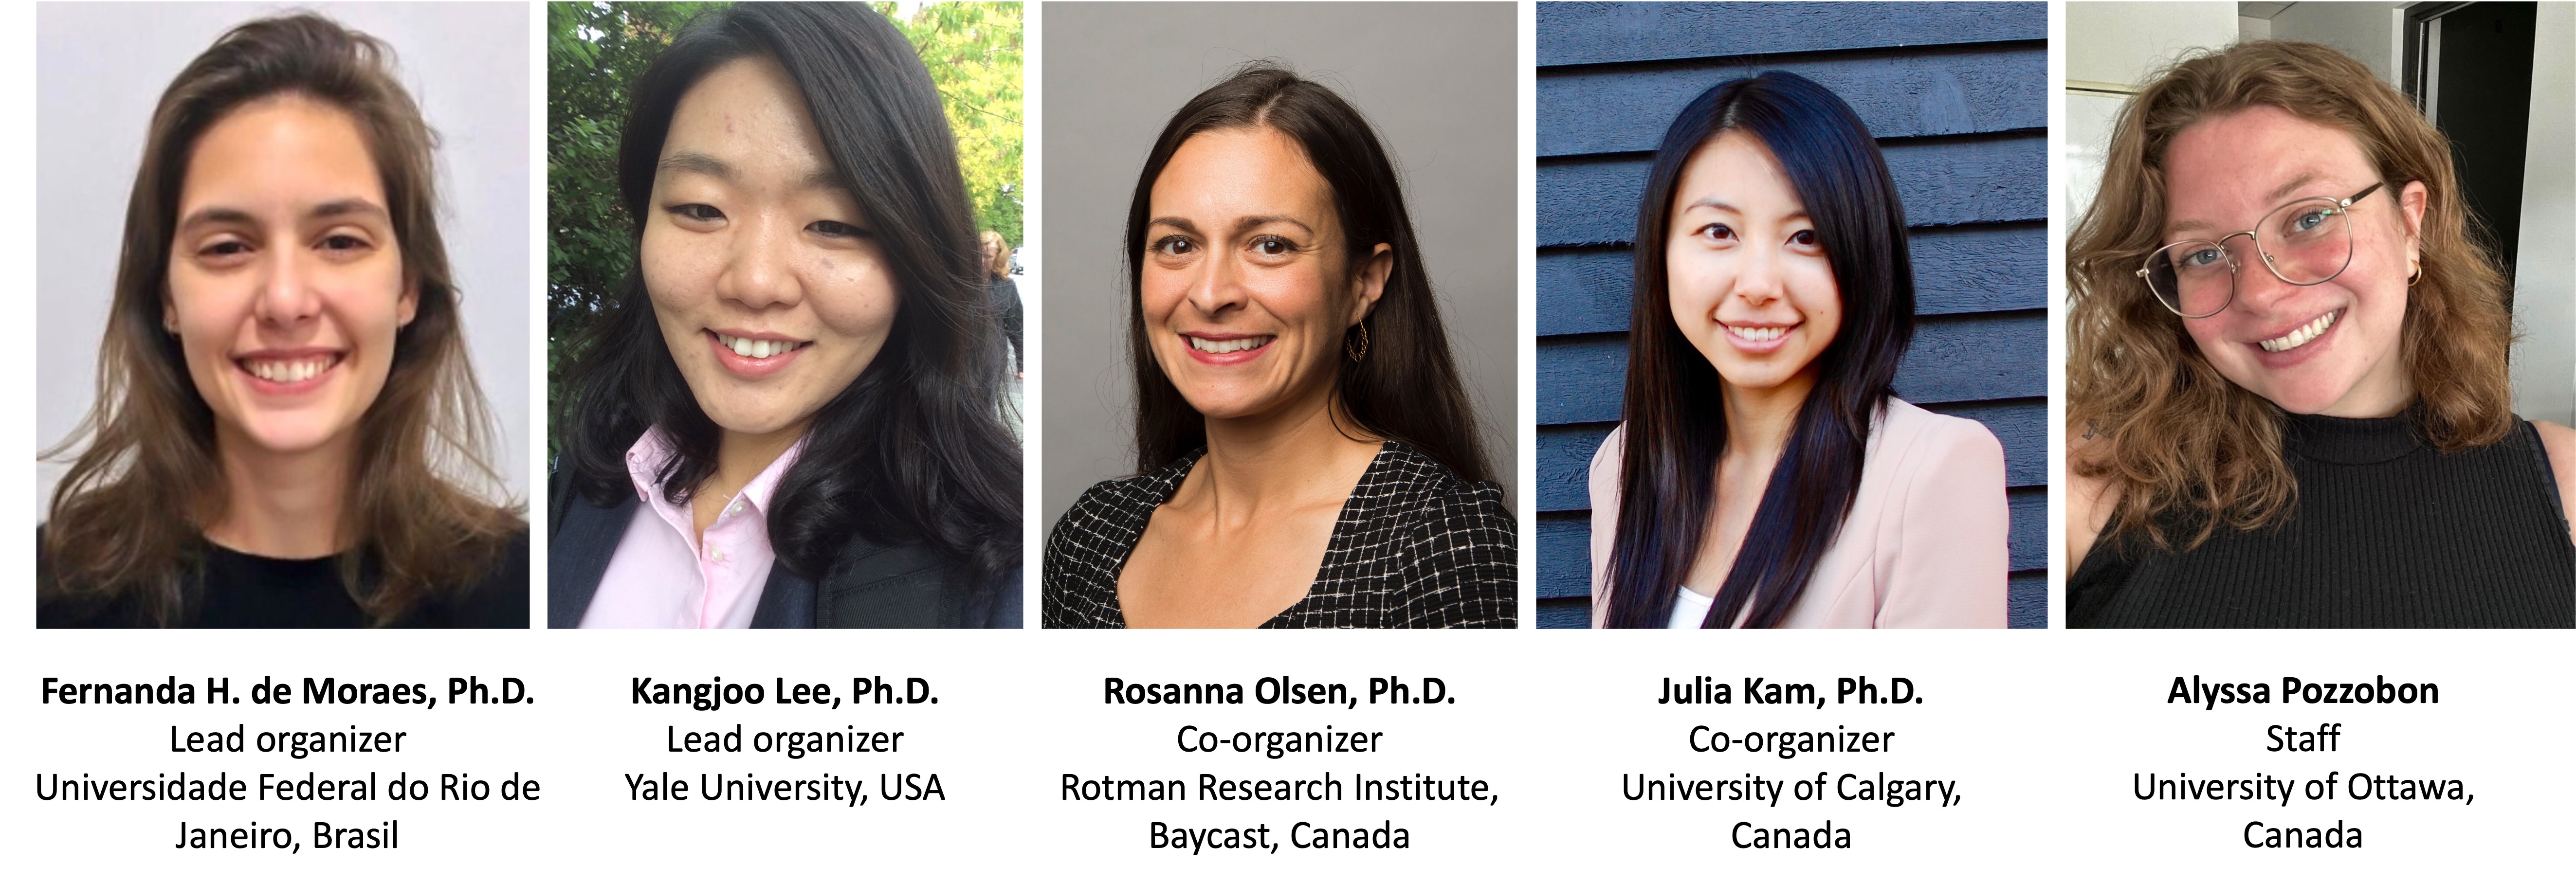 Fernanda H. de Moraes, Ph.D.
Lead organizer
Universidade Federal do Rio de
Janeiro, Brasil
Kangjoo Lee, Ph.D.
Lead organizer
Yale University, USA
Rosanna Olsen, Ph.D.
Co-organizer
Rotman Research Institute,
Baycast, Canada
Julia Kam, Ph.D.
Co-organizer
University of Calgary,
Canada
Alyssa Pozzobon
Staff
University of Ottawa,
Canada